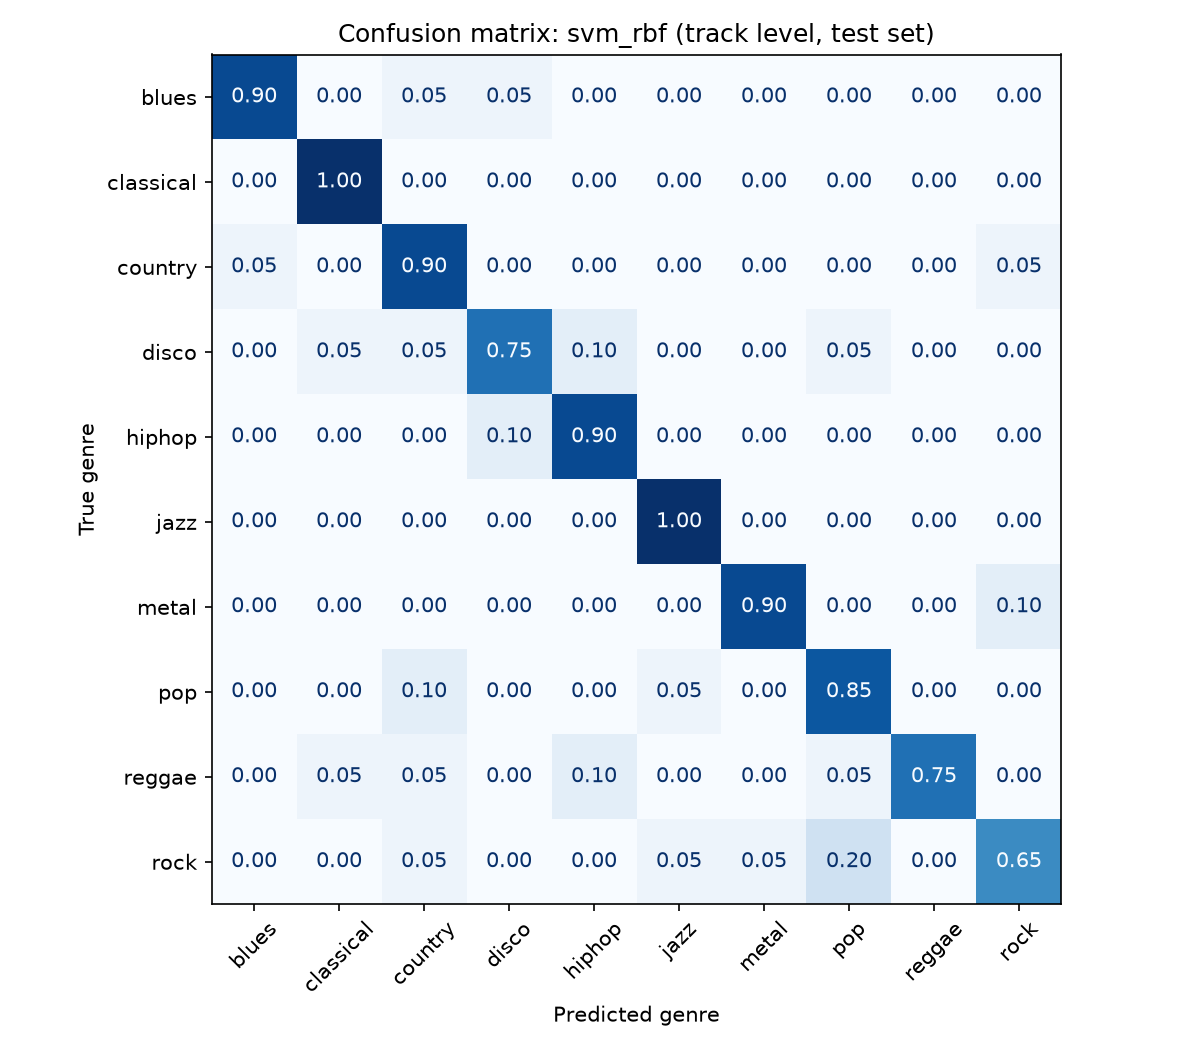 Confusion matrix: svm_rbf (track level, test set)
blues 0.90 0.00 0.05 0.05 0.00 0.00 0.00 0.00 0.00 0.00
classical 0.00 1.00 0.00 0.00 0.00 0.00 0.00 0.00 0.00 0.00
country 0.05 0.00 0.90 0.00 0.00 0.00 0.00 0.00 0.00 0.05
disco 0.00 0.05 0.05 0.75 0.10 0.00 0.00 0.05 0.00 0.00
hiphop 0.00 0.00 0.00 0.10 0.90 0.00 0.00 0.00 0.00 0.00
jazz 0.00 0.00 0.00 0.00 0.00 1.00 0.00 0.00 0.00 0.00
metal 0.00 0.00 0.00 0.00 0.00 0.00 0.90 0.00 0.00 0.10
pop 0.00 0.00 0.10 0.00 0.00 0.05 0.00 0.85 0.00 0.00
reggae 0.00 0.05 0.05 0.00 0.10 0.00 0.00 0.05 0.75 0.00
rock 0.00 0.00 0.05 0.00 0.00 0.05 0.05 0.20 0.00 0.65
True genre
blues classical country disco hiphop jazz metal pop reggae rock
Predicted genre